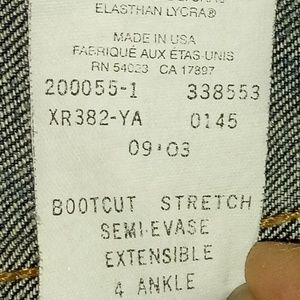 ELASTHAN LYCRA®
MADE IN USA
FABRIQUÉ AUX ÉTAS-UNIS
RN 54023 CA 17897
200055-1 338553
XR382-YA 0145
09'03
BOOTCUT STRETCH
SEMI-EVASE
EXTENSIBLE
4 ANKLE